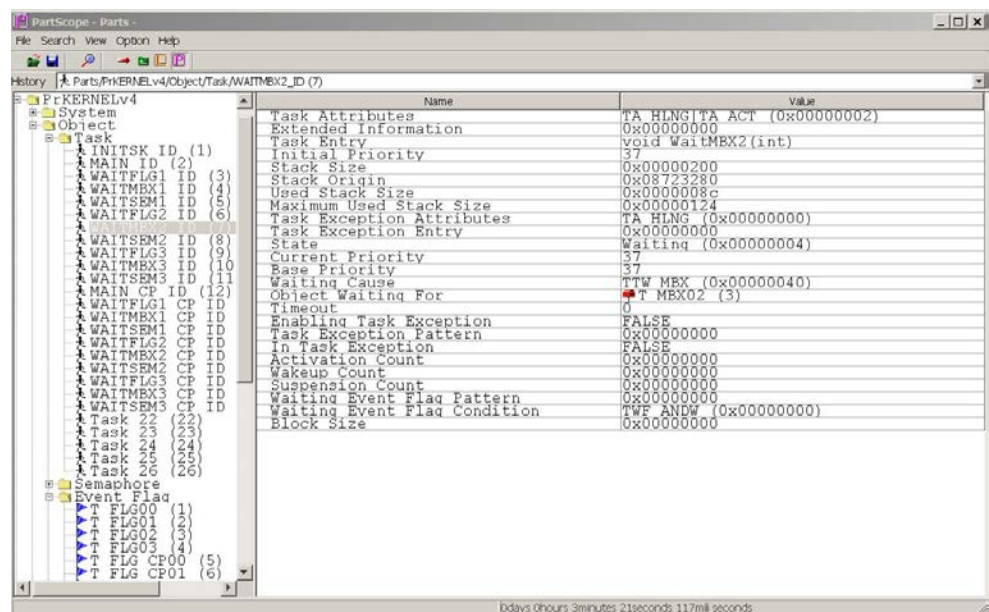 PartScope - Parts -
File Search View Option Help
History Parts/PrKERNELv4/Object/Task/WAITMBX2_ID (7)
PrKERNELv4
System
Object
Task
INITSK ID (1)
MAIN ID (2)
WAITFLG1 ID (3)
WAITMBX1 ID (4)
WAITSEM1 ID (5)
WAITFLG2 ID (6)
WAITMBX2 ID (7)
WAITSEM2 ID (8)
WAITFLG3 ID (9)
WAITMBX3 ID (10
WAITSEM3 ID (11
MAIN CP ID (12)
WAITFLG1 CP ID
WAITMBX1 CP ID
WAITSEM1 CP ID
WAITFLG2 CP ID
WAITMBX2 CP ID
WAITSEM2 CP ID
WAITFLG3 CP ID
WAITMBX3 CP ID
WAITSEM3 CP ID
Task 22 (22)
Task 23 (23)
Task 24 (24)
Task 25 (25)
Task 26 (26)
Semaphore
Event Flag
T FLG00 (1)
T FLG01 (2)
T FLG02 (3)
T FLG03 (4)
T FLG CP00 (5)
T FLG CP01 (6)
Name Value
Task Attributes TA HLNG|TA ACT (0x00000002)
Extended Information 0x00000000
Task Entry void WaitMBX2(int)
Initial Priority 37
Stack Size 0x00000200
Stack Origin 0x08723280
Used Stack Size 0x0000008c
Maximum Used Stack Size 0x00000124
Task Exception Attributes TA HLNG (0x00000000)
Task Exception Entry 0x00000000
State Waiting (0x00000004)
Current Priority 37
Base Priority 37
Waiting Cause TTW MBX (0x00000040)
Object Waiting For T MBX02 (3)
Timeout 0
Enabling Task Exception FALSE
Task Exception Pattern 0x00000000
In Task Exception FALSE
Activation Count 0x00000000
Wakeup Count 0x00000000
Suspension Count 0x00000000
Waiting Event Flag Pattern 0x00000000
Waiting Event Flag Condition TWF ANDW (0x00000000)
Block Size 0x00000000
0days 0hours 3minutes 21seconds 117mili seconds